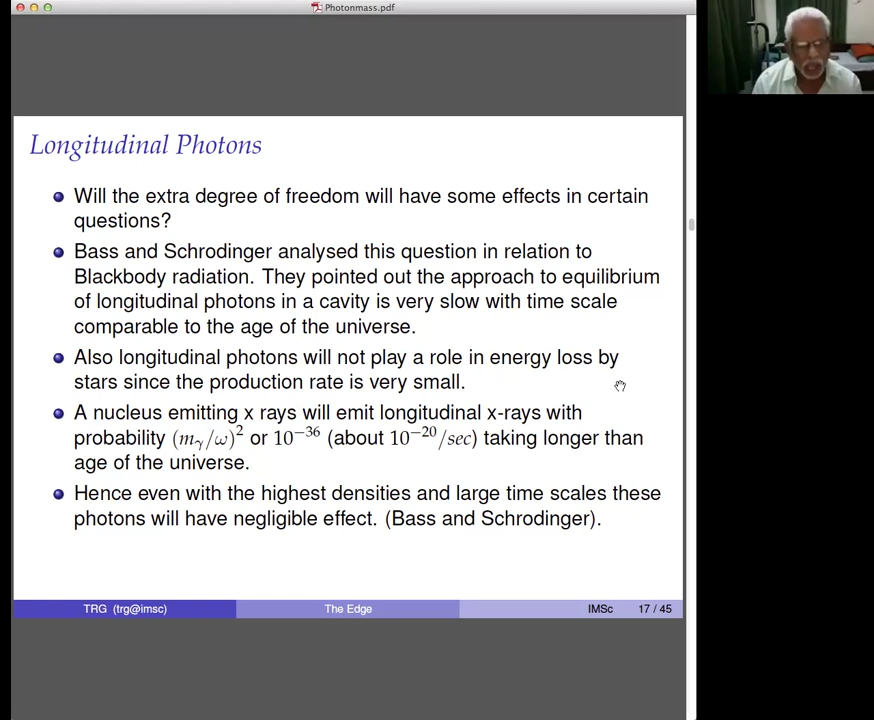 Photonmass.pdf
Longitudinal Photons
Will the extra degree of freedom will have some effects in certain
questions?
Bass and Schrodinger analysed this question in relation to
Blackbody radiation. They pointed out the approach to equilibrium
of longitudinal photons in a cavity is very slow with time scale
comparable to the age of the universe.
Also longitudinal photons will not play a role in energy loss by
stars since the production rate is very small.
A nucleus emitting x rays will emit longitudinal x-rays with
probability (mᵧ/ω)² or 10⁻³⁶ (about 10⁻²⁰/sec) taking longer than
age of the universe.
Hence even with the highest densities and large time scales these
photons will have negligible effect. (Bass and Schrodinger).
TRG (trg@imsc) The Edge IMSc 17 / 45